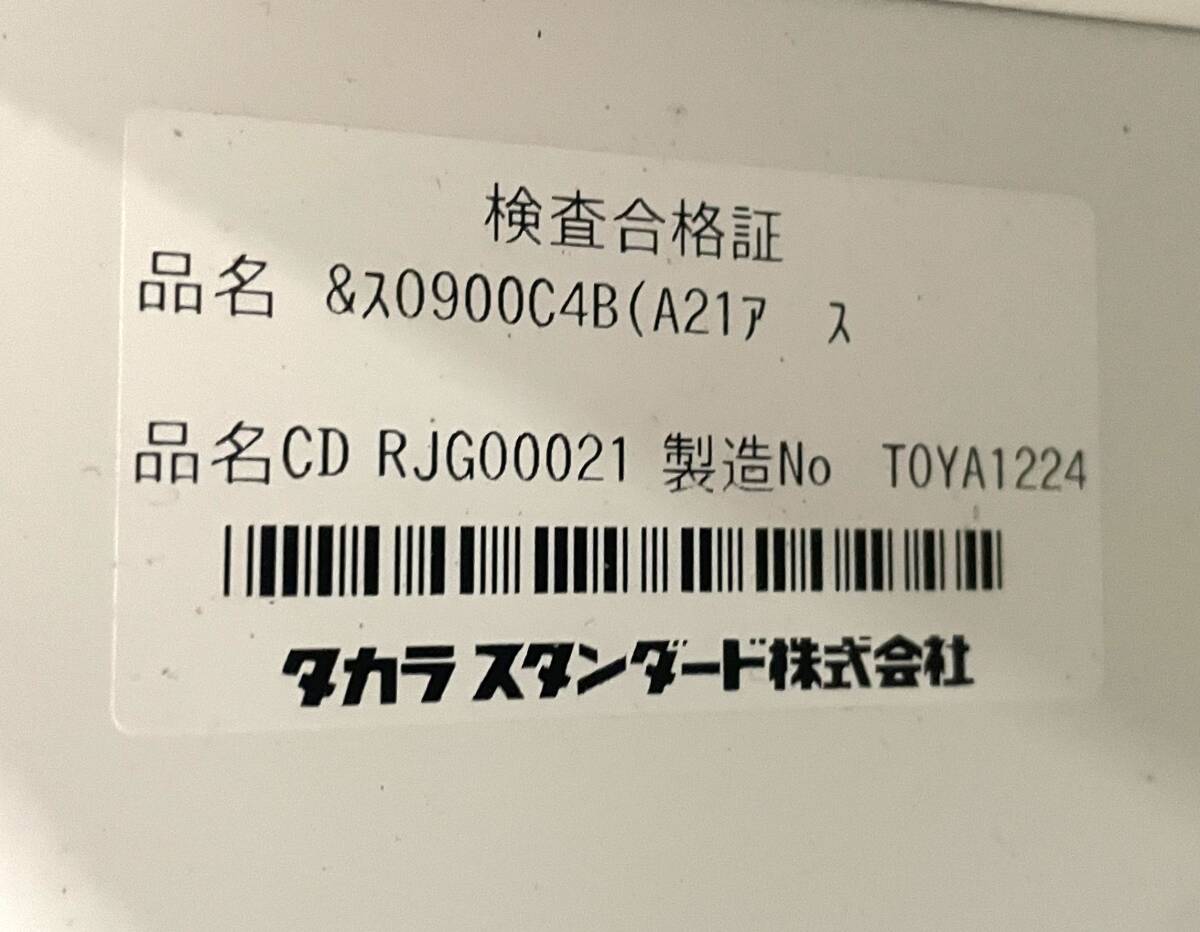 検査合格証
品名 &ｽ0900C4B(A21ｱ ｽ
品名CD RJG00021 製造No TOYA1224
タカラスタンダード株式会社